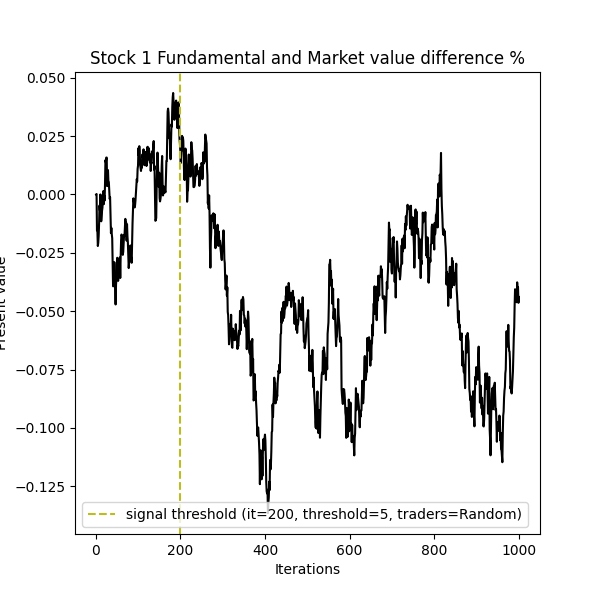 Stock 1 Fundamental and Market value difference %
0.050
0.025
0.000
−0.025
−0.050
−0.075
−0.100
−0.125
Present value
signal threshold (it=200, threshold=5, traders=Random)
0 200 400 600 800 1000
Iterations